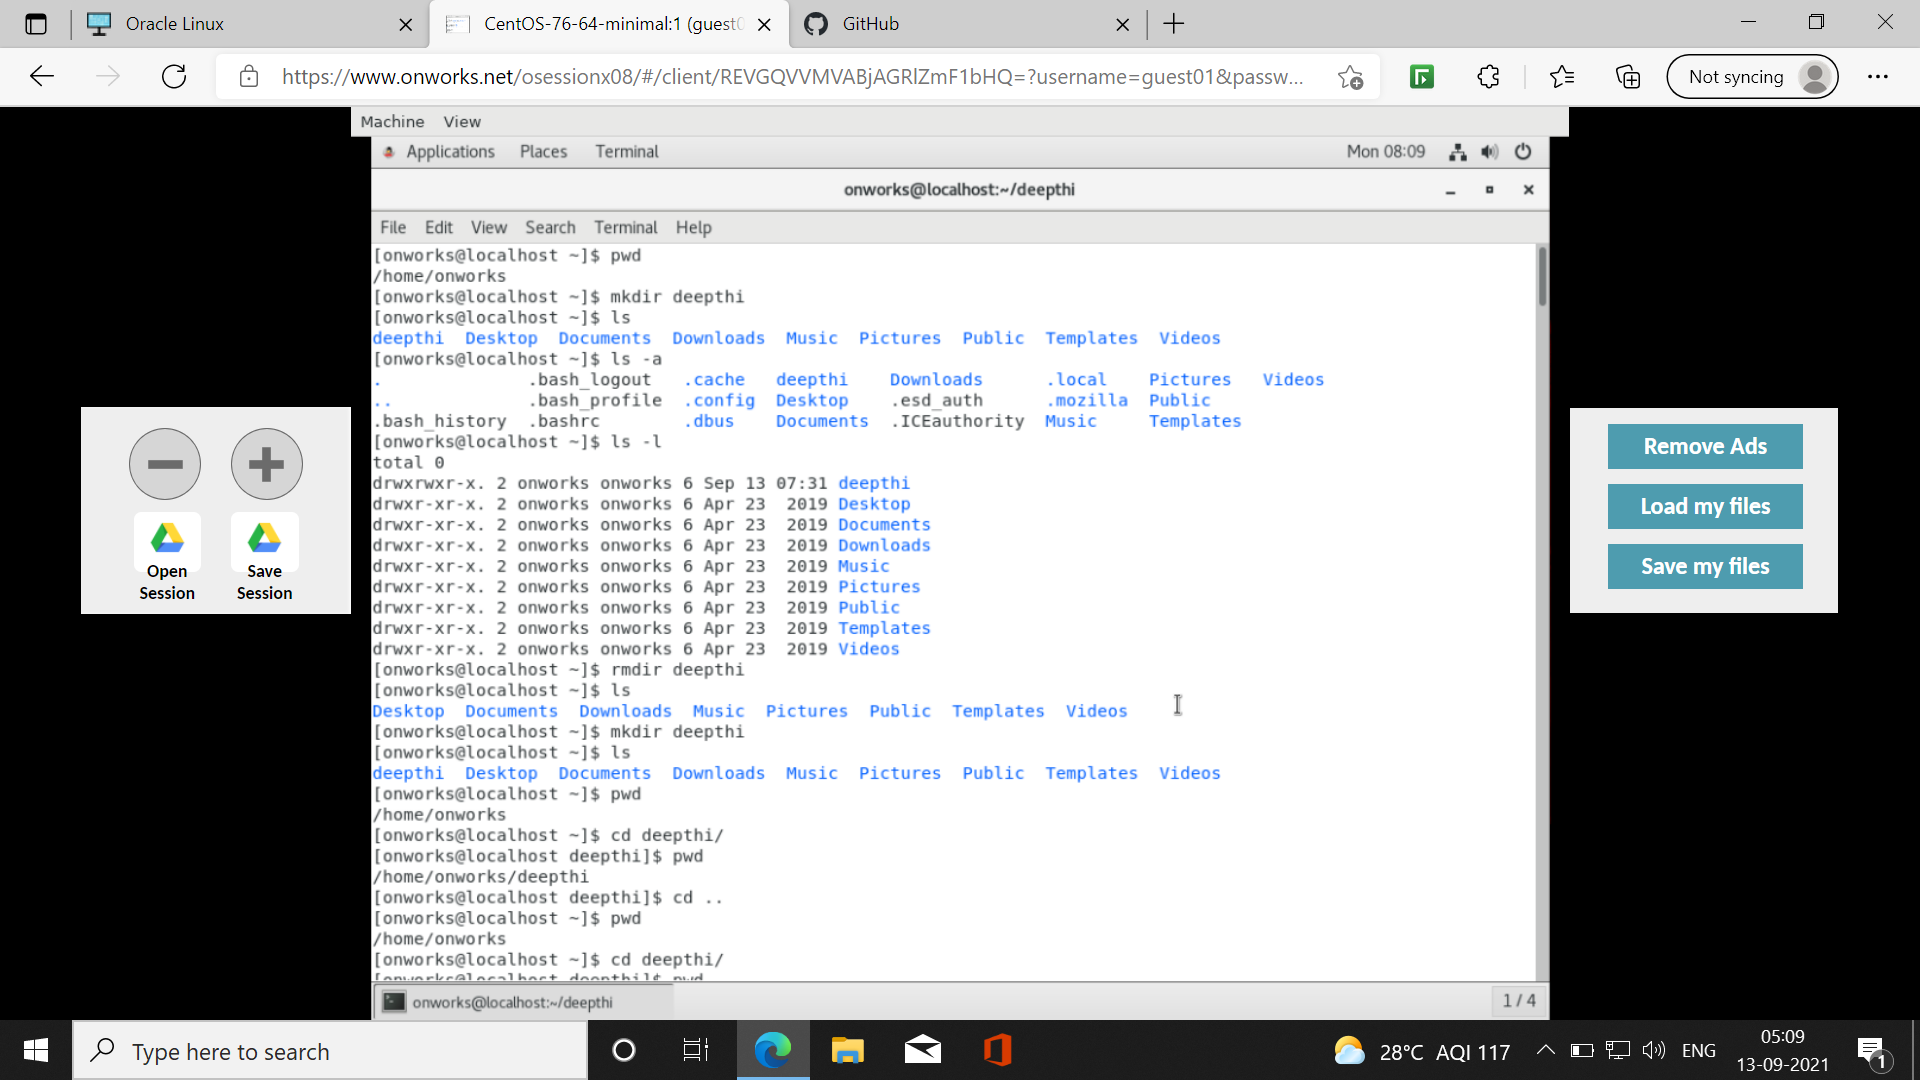 Oracle Linux
CentOS-76-64-minimal:1 (guest0
GitHub
https://www.onworks.net/osessionx08/#/client/REVGQVVMVABjAGRlZmF1bHQ=?username=guest01&passw...
Not syncing
Machine View
Applications Places Terminal
Mon 08:09
onworks@localhost:~/deepthi
File Edit View Search Terminal Help
[onworks@localhost ~]$ pwd
/home/onworks
[onworks@localhost ~]$ mkdir deepthi
[onworks@localhost ~]$ ls
deepthi Desktop Documents Downloads Music Pictures Public Templates Videos
[onworks@localhost ~]$ ls -a
. .bash_logout .cache deepthi Downloads .local Pictures Videos
.. .bash_profile .config Desktop .esd_auth .mozilla Public
.bash_history .bashrc .dbus Documents .ICEauthority Music Templates
[onworks@localhost ~]$ ls -l
total 0
drwxrwxr-x. 2 onworks onworks 6 Sep 13 07:31 deepthi
drwxr-xr-x. 2 onworks onworks 6 Apr 23 2019 Desktop
drwxr-xr-x. 2 onworks onworks 6 Apr 23 2019 Documents
drwxr-xr-x. 2 onworks onworks 6 Apr 23 2019 Downloads
drwxr-xr-x. 2 onworks onworks 6 Apr 23 2019 Music
drwxr-xr-x. 2 onworks onworks 6 Apr 23 2019 Pictures
drwxr-xr-x. 2 onworks onworks 6 Apr 23 2019 Public
drwxr-xr-x. 2 onworks onworks 6 Apr 23 2019 Templates
drwxr-xr-x. 2 onworks onworks 6 Apr 23 2019 Videos
[onworks@localhost ~]$ rmdir deepthi
[onworks@localhost ~]$ ls
Desktop Documents Downloads Music Pictures Public Templates Videos
[onworks@localhost ~]$ mkdir deepthi
[onworks@localhost ~]$ ls
deepthi Desktop Documents Downloads Music Pictures Public Templates Videos
[onworks@localhost ~]$ pwd
/home/onworks
[onworks@localhost ~]$ cd deepthi/
[onworks@localhost deepthi]$ pwd
/home/onworks/deepthi
[onworks@localhost deepthi]$ cd ..
[onworks@localhost ~]$ pwd
/home/onworks
[onworks@localhost ~]$ cd deepthi/
[onworks@localhost deepthi]$ pwd
onworks@localhost:~/deepthi
1 / 4
Open Session
Save Session
Remove Ads
Load my files
Save my files
Type here to search
28°C AQI 117
ENG
05:09
13-09-2021
1